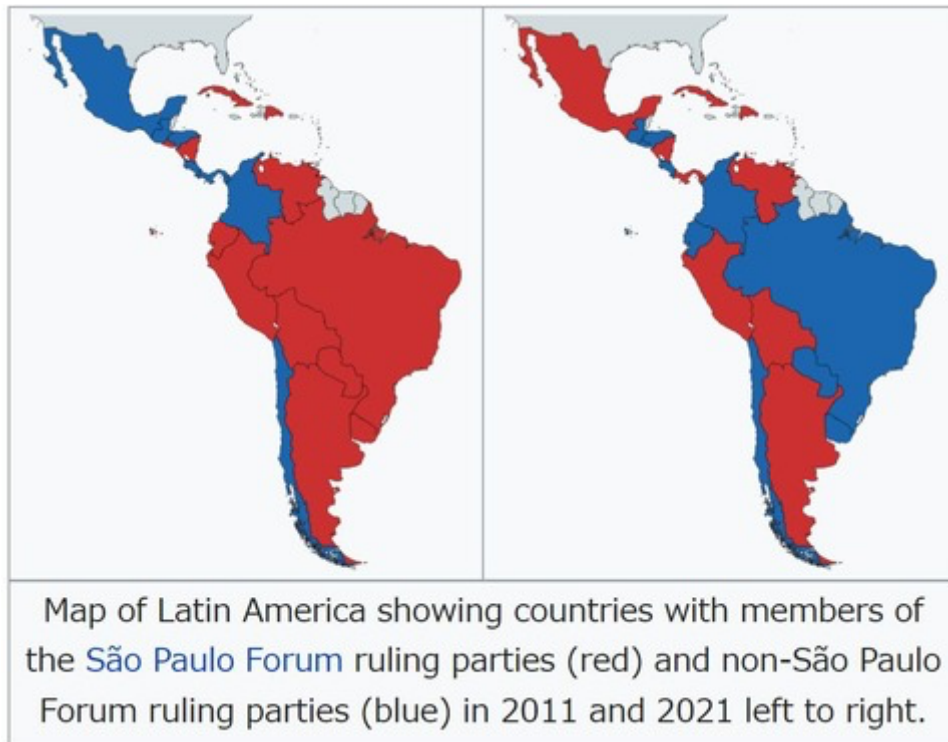 Map of Latin America showing countries with members of
the São Paulo Forum ruling parties (red) and non-São Paulo
Forum ruling parties (blue) in 2011 and 2021 left to right.